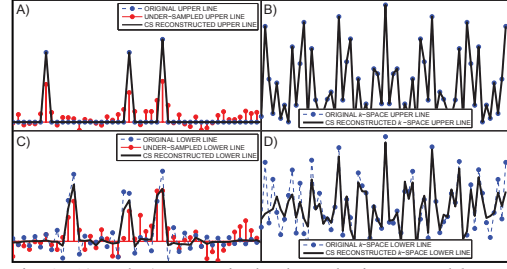 A)
ORIGINAL UPPER LINE
UNDER-SAMPLED UPPER LINE
CS RECONSTRUCTED UPPER LINE
B)
ORIGINAL k-SPACE UPPER LINE
CS RECONSTRUCTED k-SPACE UPPER LINE
C)
ORIGINAL LOWER LINE
UNDER-SAMPLED LOWER LINE
CS RECONSTRUCTED LOWER LINE
D)
ORIGINAL k-SPACE LOWER LINE
CS RECONSTRUCTED k-SPACE LOWER LINE